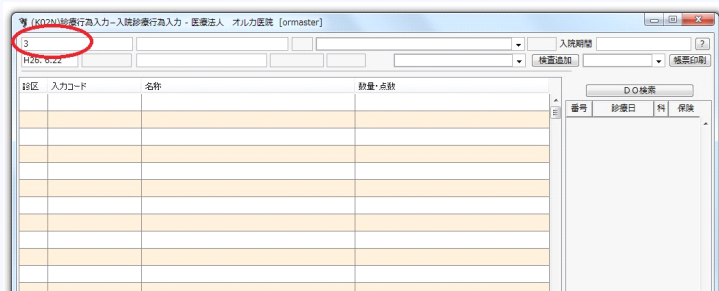 (K02N)診療行為入力-入院診療行為入力 - 医療法人 オルカ医院 [ormaster]
3 入院期間 ?
H26. 6.22 検査追加 帳票印刷
診区 入力コード 名称 数量・点数
DO検索
番号 診療日 科 保険